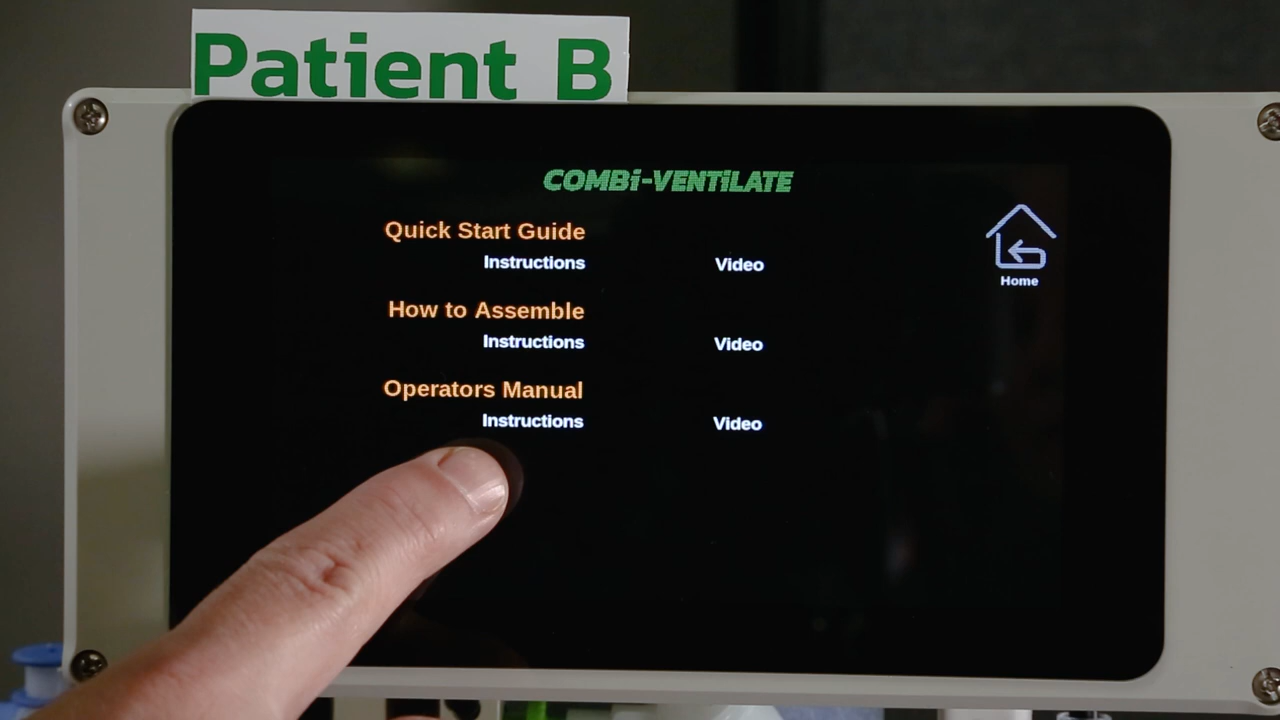 Patient B
COMBi-VENTiLATE
Quick Start Guide
Instructions Video
Home
How to Assemble
Instructions Video
Operators Manual
Instructions Video